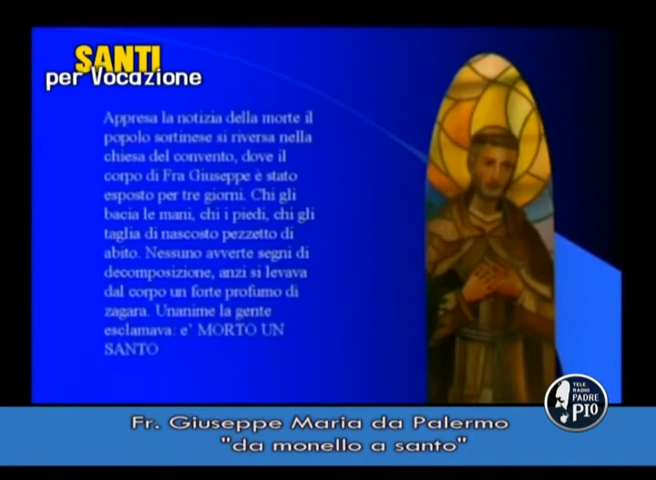 SANTI
per Vocazione
Appresa la notizia della morte il
popolo sortinese si riversa nella
chiesa del convento, dove il
corpo di Fra Giuseppe è stato
esposto per tre giorni. Chi gli
bacia le mani, chi i piedi, chi gli
taglia di nascosto pezzetto di
abito. Nessuno avverte segni di
decomposizione, anzi si levava
dal corpo un forte profumo di
zagara. Unanime la gente
esclamava: e' MORTO UN
SANTO
TELE
RADIO
PADRE
PIO
Fr. Giuseppe Maria da Palermo
"da monello a santo"